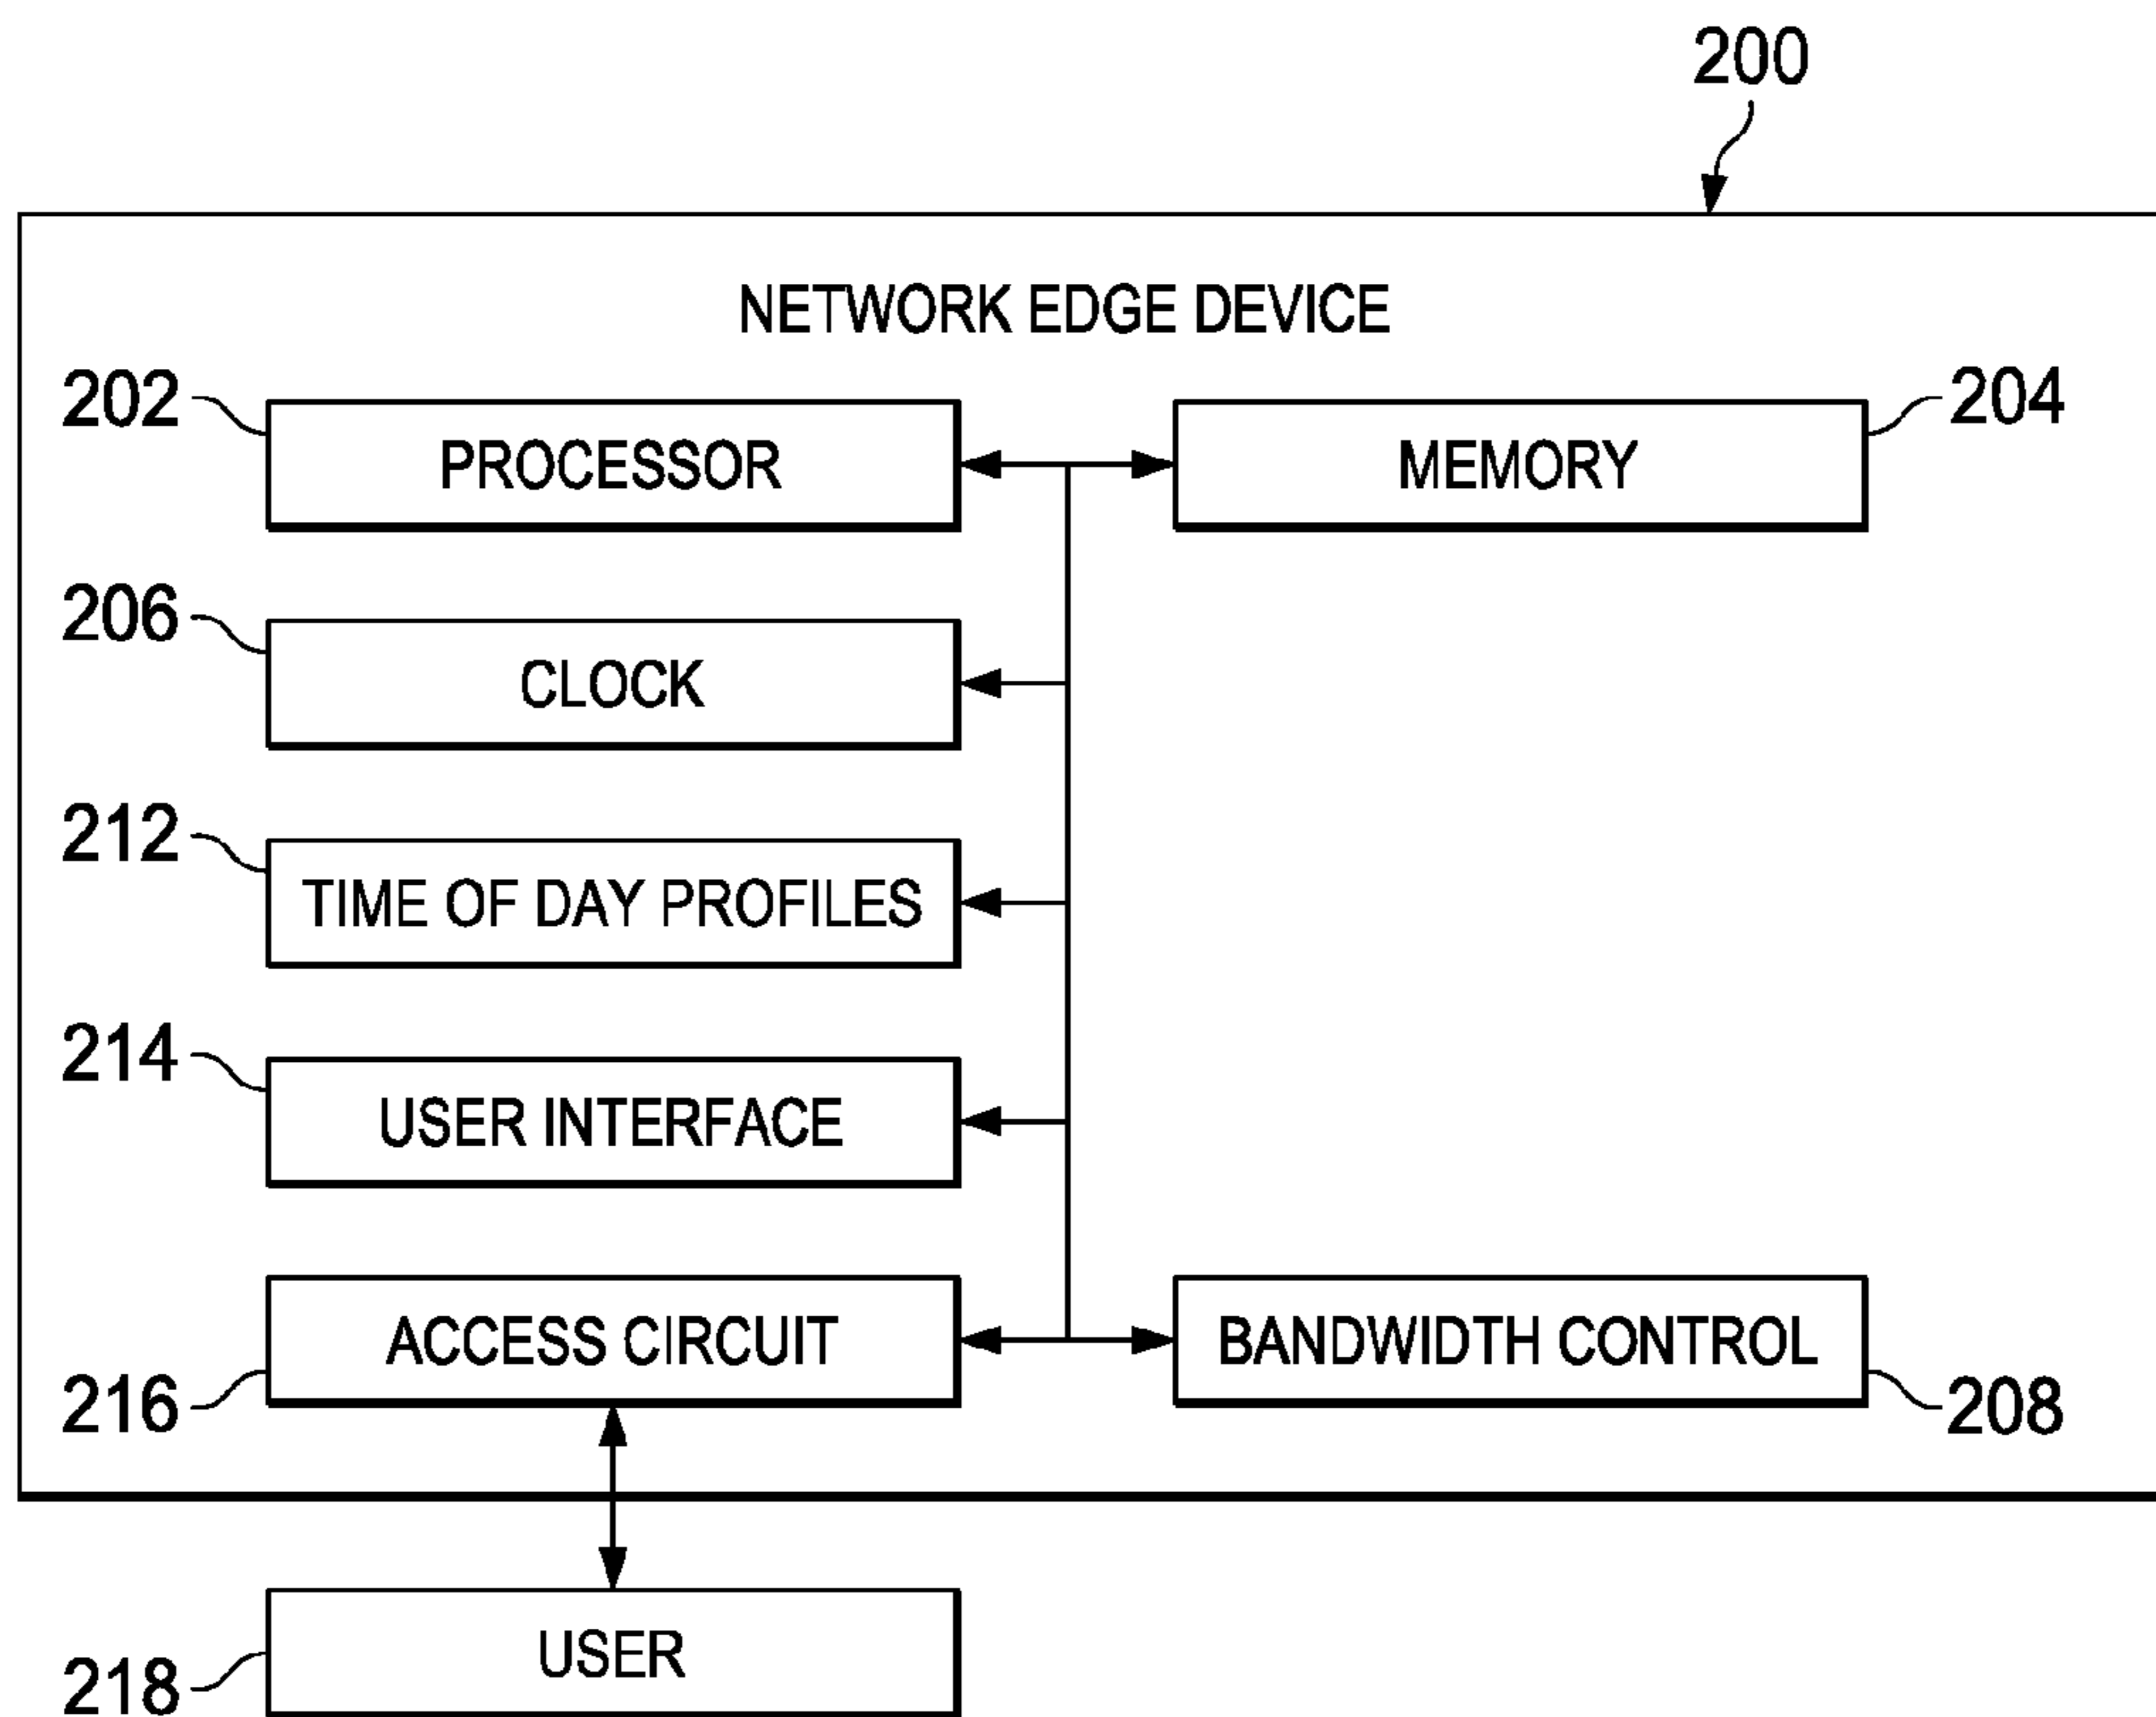 200
NETWORK EDGE DEVICE
202
PROCESSOR
MEMORY
204
206
CLOCK
212
TIME OF DAY PROFILES
214
USER INTERFACE
216
ACCESS CIRCUIT
BANDWIDTH CONTROL
208
218
USER